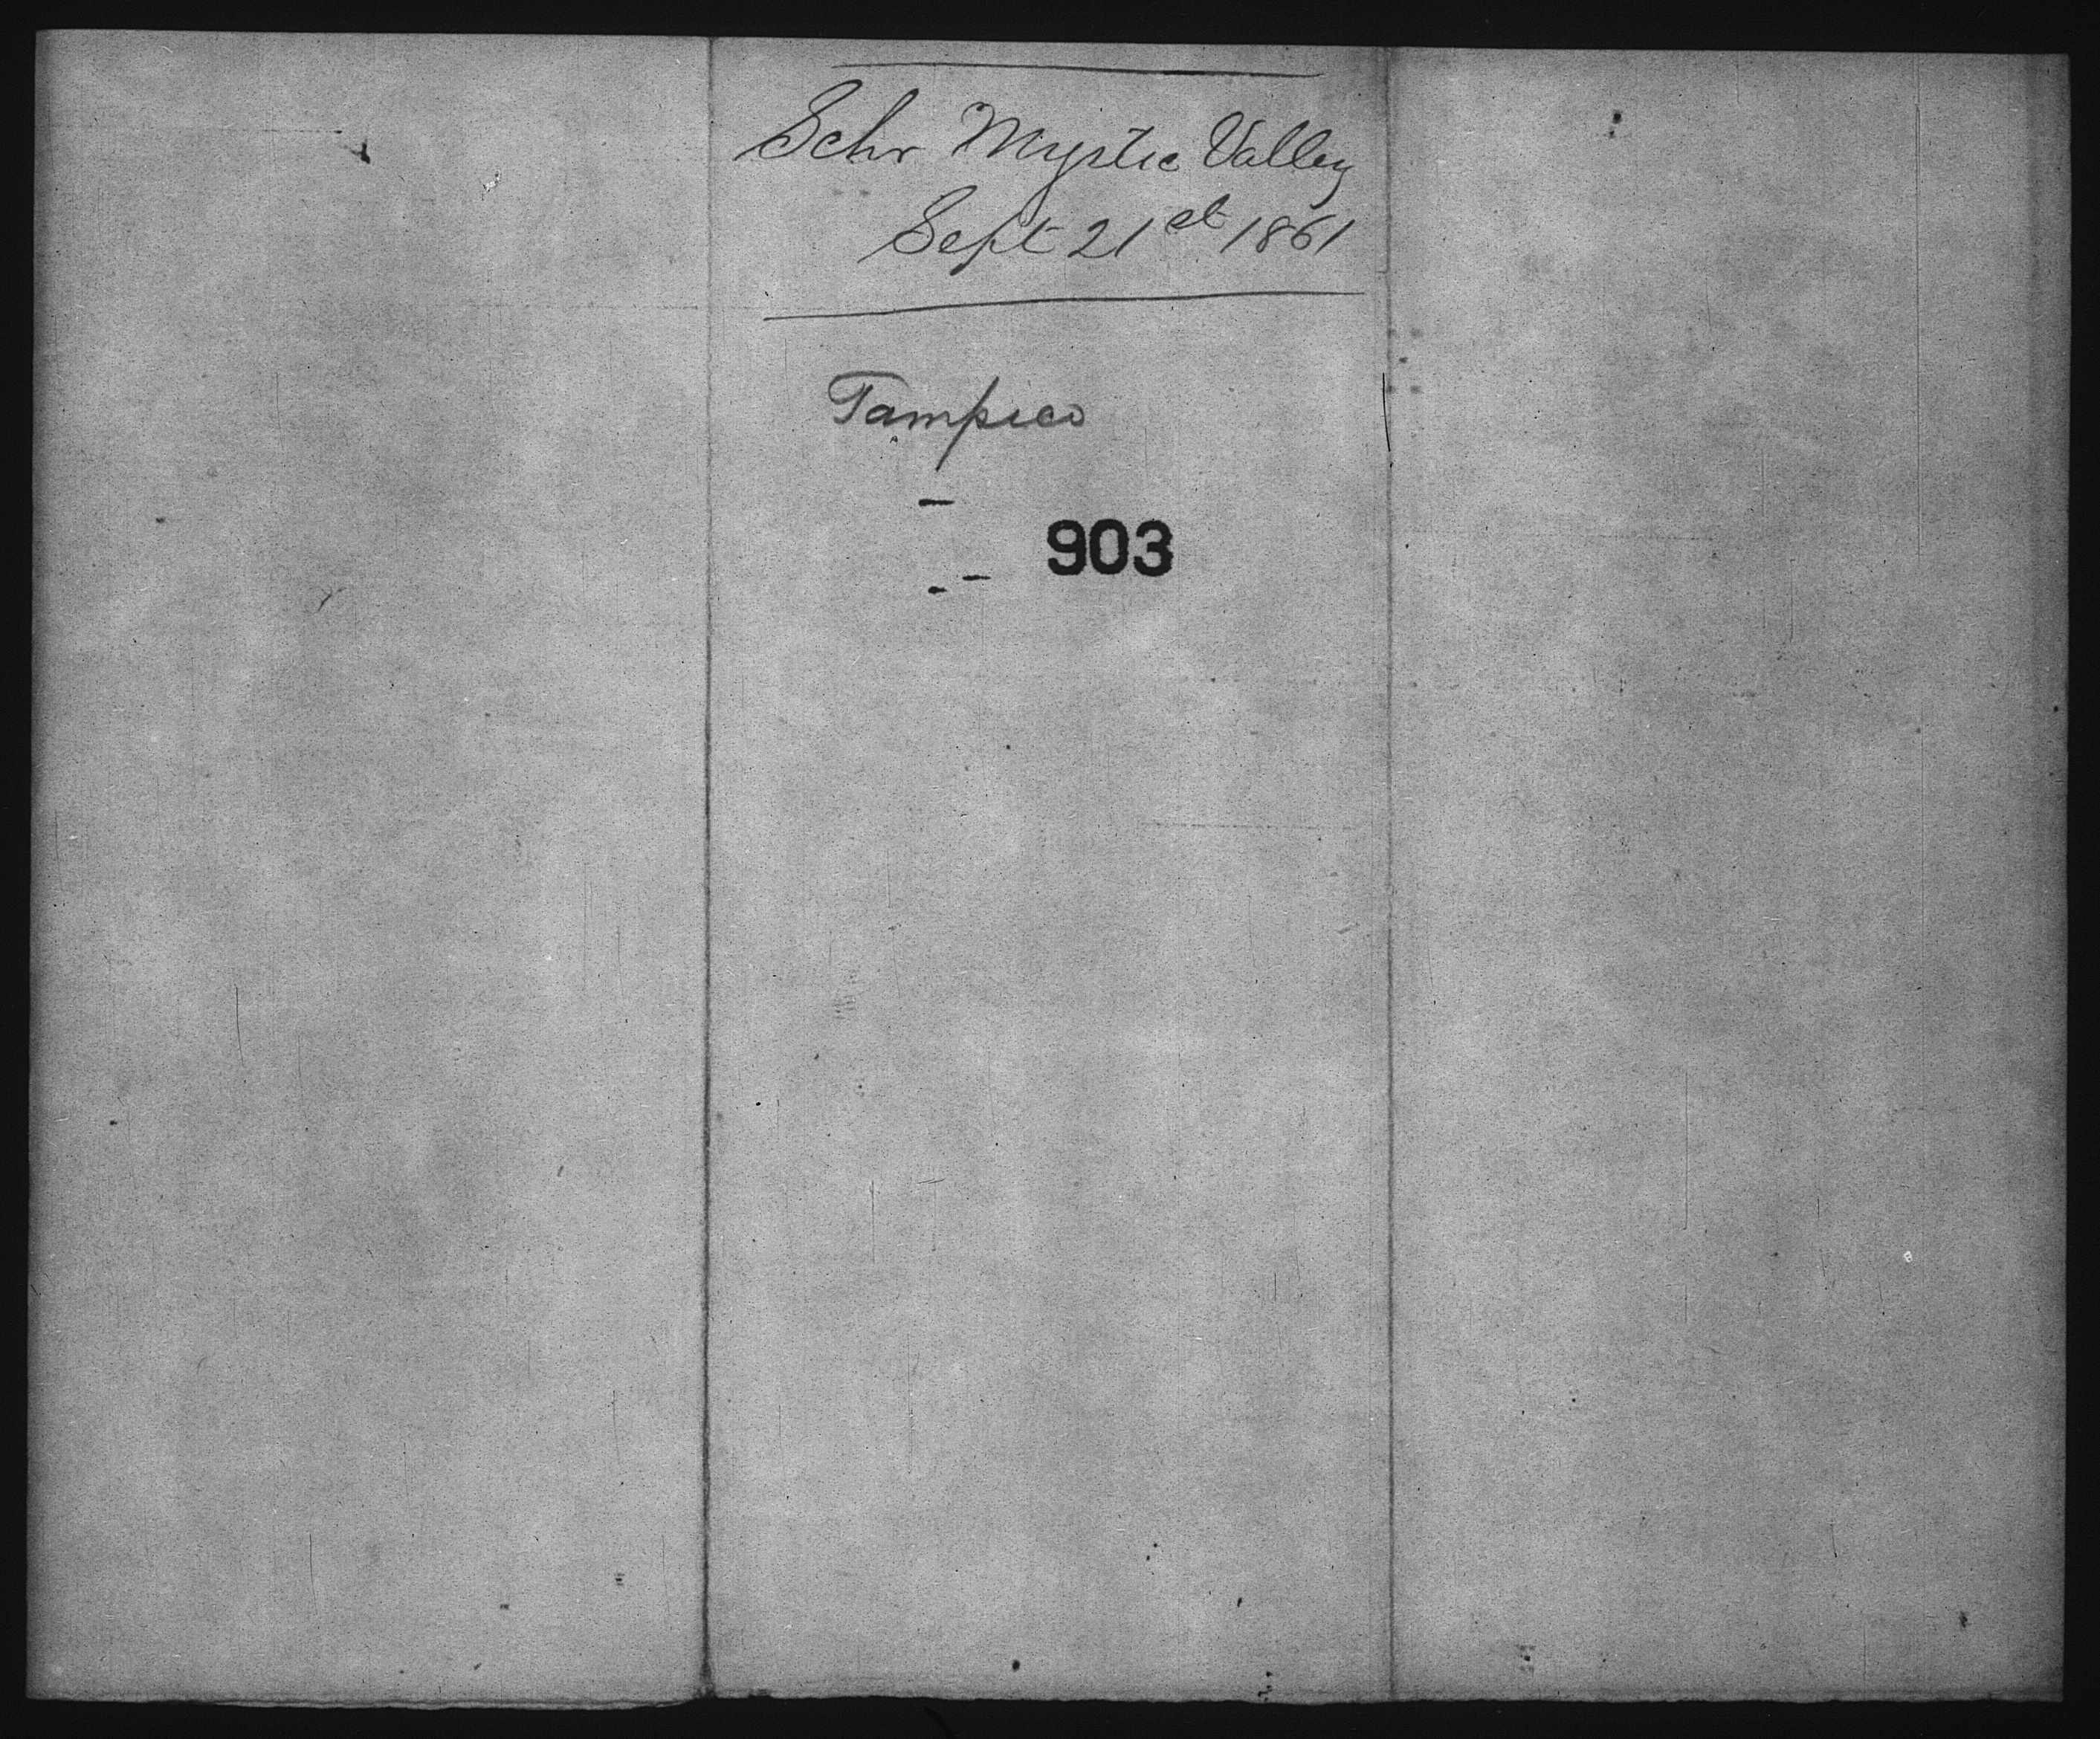 Schr Mystic Valley
Sept 21st 1861
Tampico
903